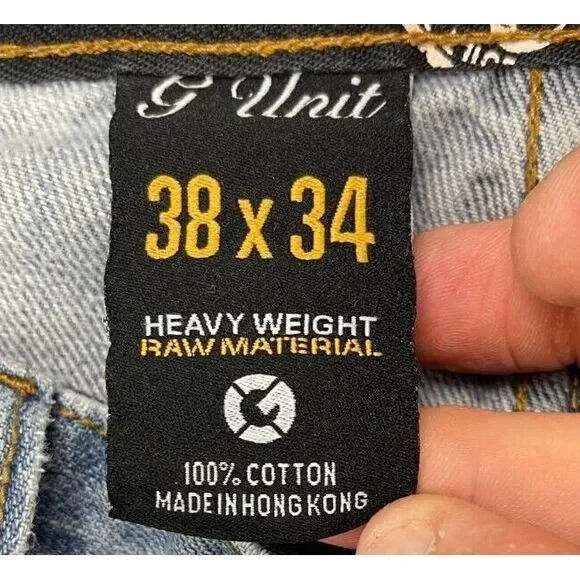 G Unit
38 x 34
HEAVY WEIGHT
RAW MATERIAL
G
100% COTTON
MADE IN HONG KONG